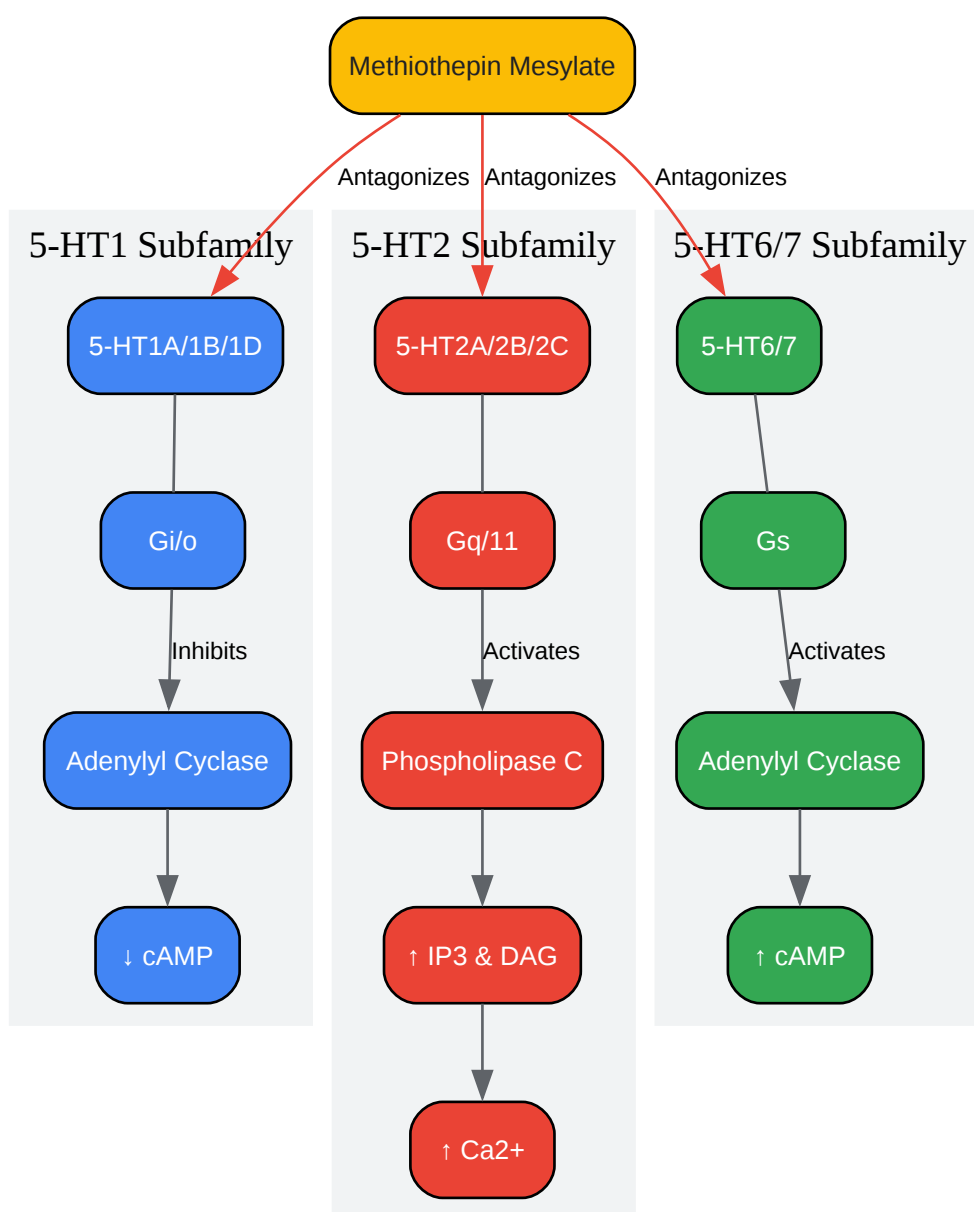 Methiothepin Mesylate
Antagonizes
Antagonizes
Antagonizes
5-HT1 Subfamily
5-HT2 Subfamily
5-HT6/7 Subfamily
5-HT1A/1B/1D
5-HT2A/2B/2C
5-HT6/7
Gi/o
Gq/11
Gs
Inhibits
Activates
Activates
Adenylyl Cyclase
Phospholipase C
Adenylyl Cyclase
↓ cAMP
↑ IP3 & DAG
↑ cAMP
↑ Ca2+